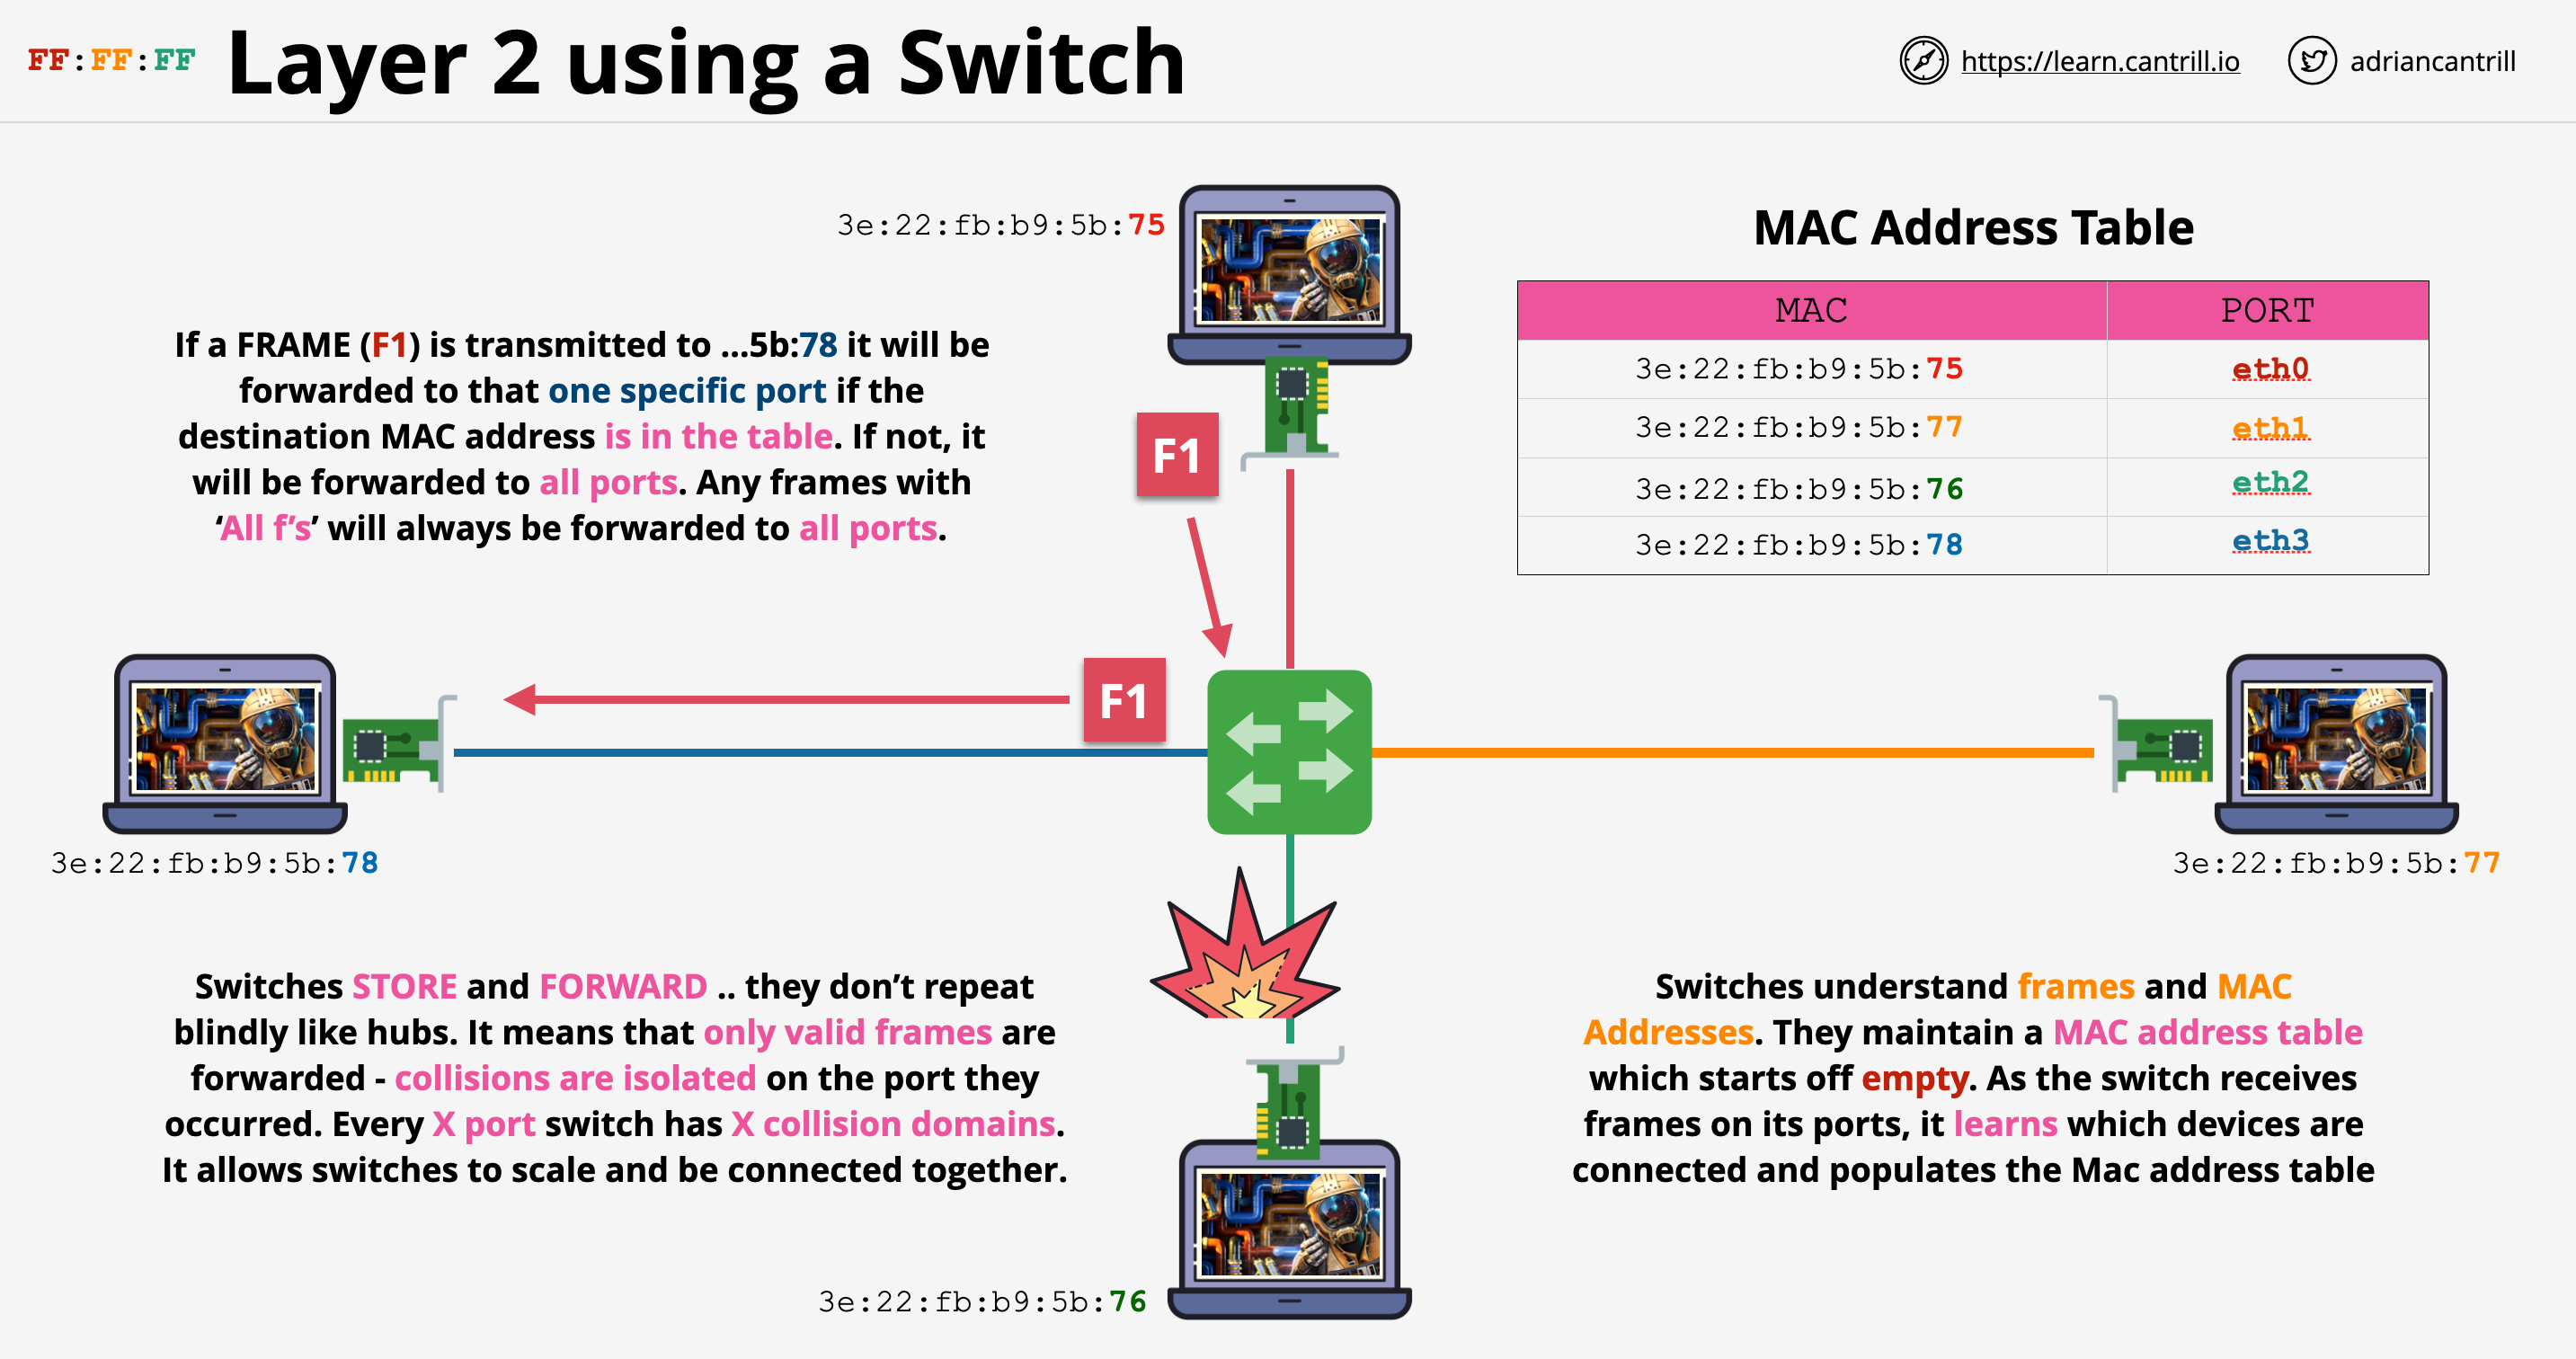 FF:FF:FF Layer 2 using a Switch
https://learn.cantrill.io
adriancantrill
3e:22:fb:b9:5b:75
If a FRAME (F1) is transmitted to ...5b:78 it will be
forwarded to that one specific port if the
destination MAC address is in the table. If not, it
will be forwarded to all ports. Any frames with
‘All f’s’ will always be forwarded to all ports.
MAC Address Table
MAC PORT
3e:22:fb:b9:5b:75 eth0
3e:22:fb:b9:5b:77 eth1
3e:22:fb:b9:5b:76 eth2
3e:22:fb:b9:5b:78 eth3
F1
F1
3e:22:fb:b9:5b:78
3e:22:fb:b9:5b:77
Switches STORE and FORWARD .. they don’t repeat
blindly like hubs. It means that only valid frames are
forwarded - collisions are isolated on the port they
occurred. Every X port switch has X collision domains.
It allows switches to scale and be connected together.
Switches understand frames and MAC
Addresses. They maintain a MAC address table
which starts off empty. As the switch receives
frames on its ports, it learns which devices are
connected and populates the Mac address table
3e:22:fb:b9:5b:76